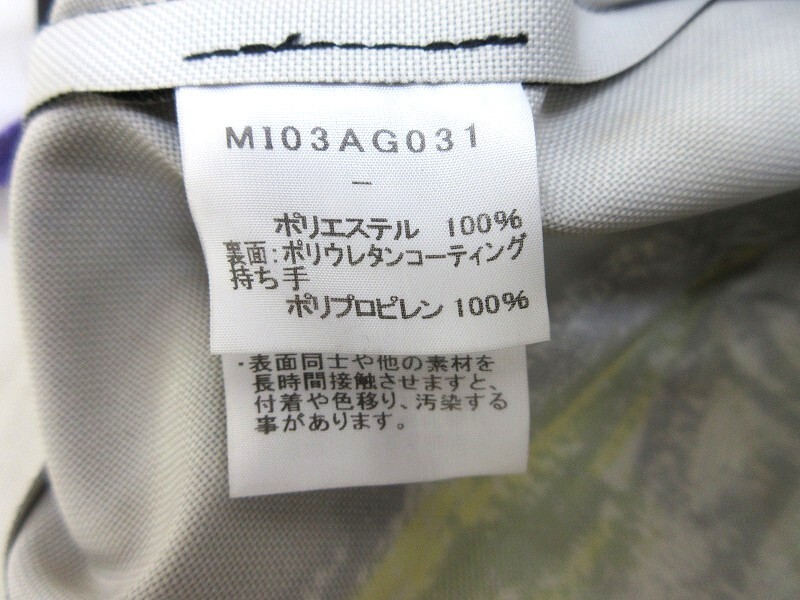 MI03AG031
－
ポリエステル 100%
裏面:ポリウレタンコーティング
持ち手
ポリプロピレン 100%
・表面同士や他の素材を
長時間接触させますと、
付着や色移り、汚染する
事があります。